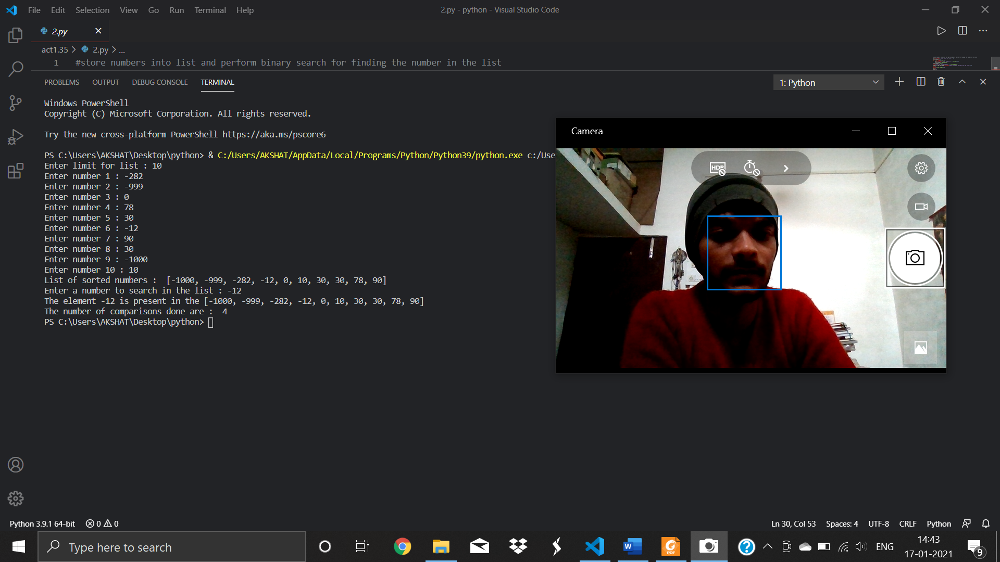 File Edit Selection View Go Run Terminal Help
2.py - python - Visual Studio Code
2.py
act1.35 > 2.py > ...
1 #store numbers into list and perform binary search for finding the number in the list
PROBLEMS OUTPUT DEBUG CONSOLE TERMINAL
1: Python
Windows PowerShell
Copyright (C) Microsoft Corporation. All rights reserved.
Try the new cross-platform PowerShell https://aka.ms/pscore6
PS C:\Users\AKSHAT\Desktop\python> & C:/Users/AKSHAT/AppData/Local/Programs/Python/Python39/python.exe c:/Use
Enter limit for list : 10
Enter number 1 : -282
Enter number 2 : -999
Enter number 3 : 0
Enter number 4 : 78
Enter number 5 : 30
Enter number 6 : -12
Enter number 7 : 90
Enter number 8 : 30
Enter number 9 : -1000
Enter number 10 : 10
List of sorted numbers :  [-1000, -999, -282, -12, 0, 10, 30, 30, 78, 90]
Enter a number to search in the list : -12
The element -12 is present in the [-1000, -999, -282, -12, 0, 10, 30, 30, 78, 90]
The number of comparisons done are :  4
PS C:\Users\AKSHAT\Desktop\python>
Camera
HDR
Python 3.9.1 64-bit 0 0
Ln 30, Col 53 Spaces: 4 UTF-8 CRLF Python
Type here to search
W
PDF
?
ENG
14:43
17-01-2021
9